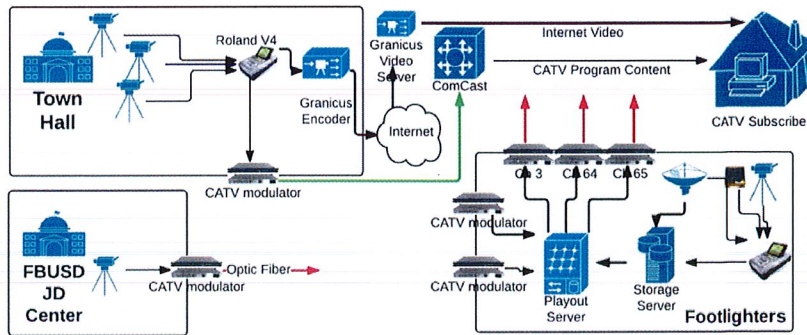 Town
Hall
Roland V4
Granicus
Encoder
Granicus
Video
Server
Internet
ComCast
Internet Video
CATV Program Content
CATV Subscribe
CATV modulator
FBUSD
JD
Center
CATV modulator
Optic Fiber
Ch 3
CH 64
CH 65
CATV modulator
CATV modulator
Playout
Server
Storage
Server
Footlighters